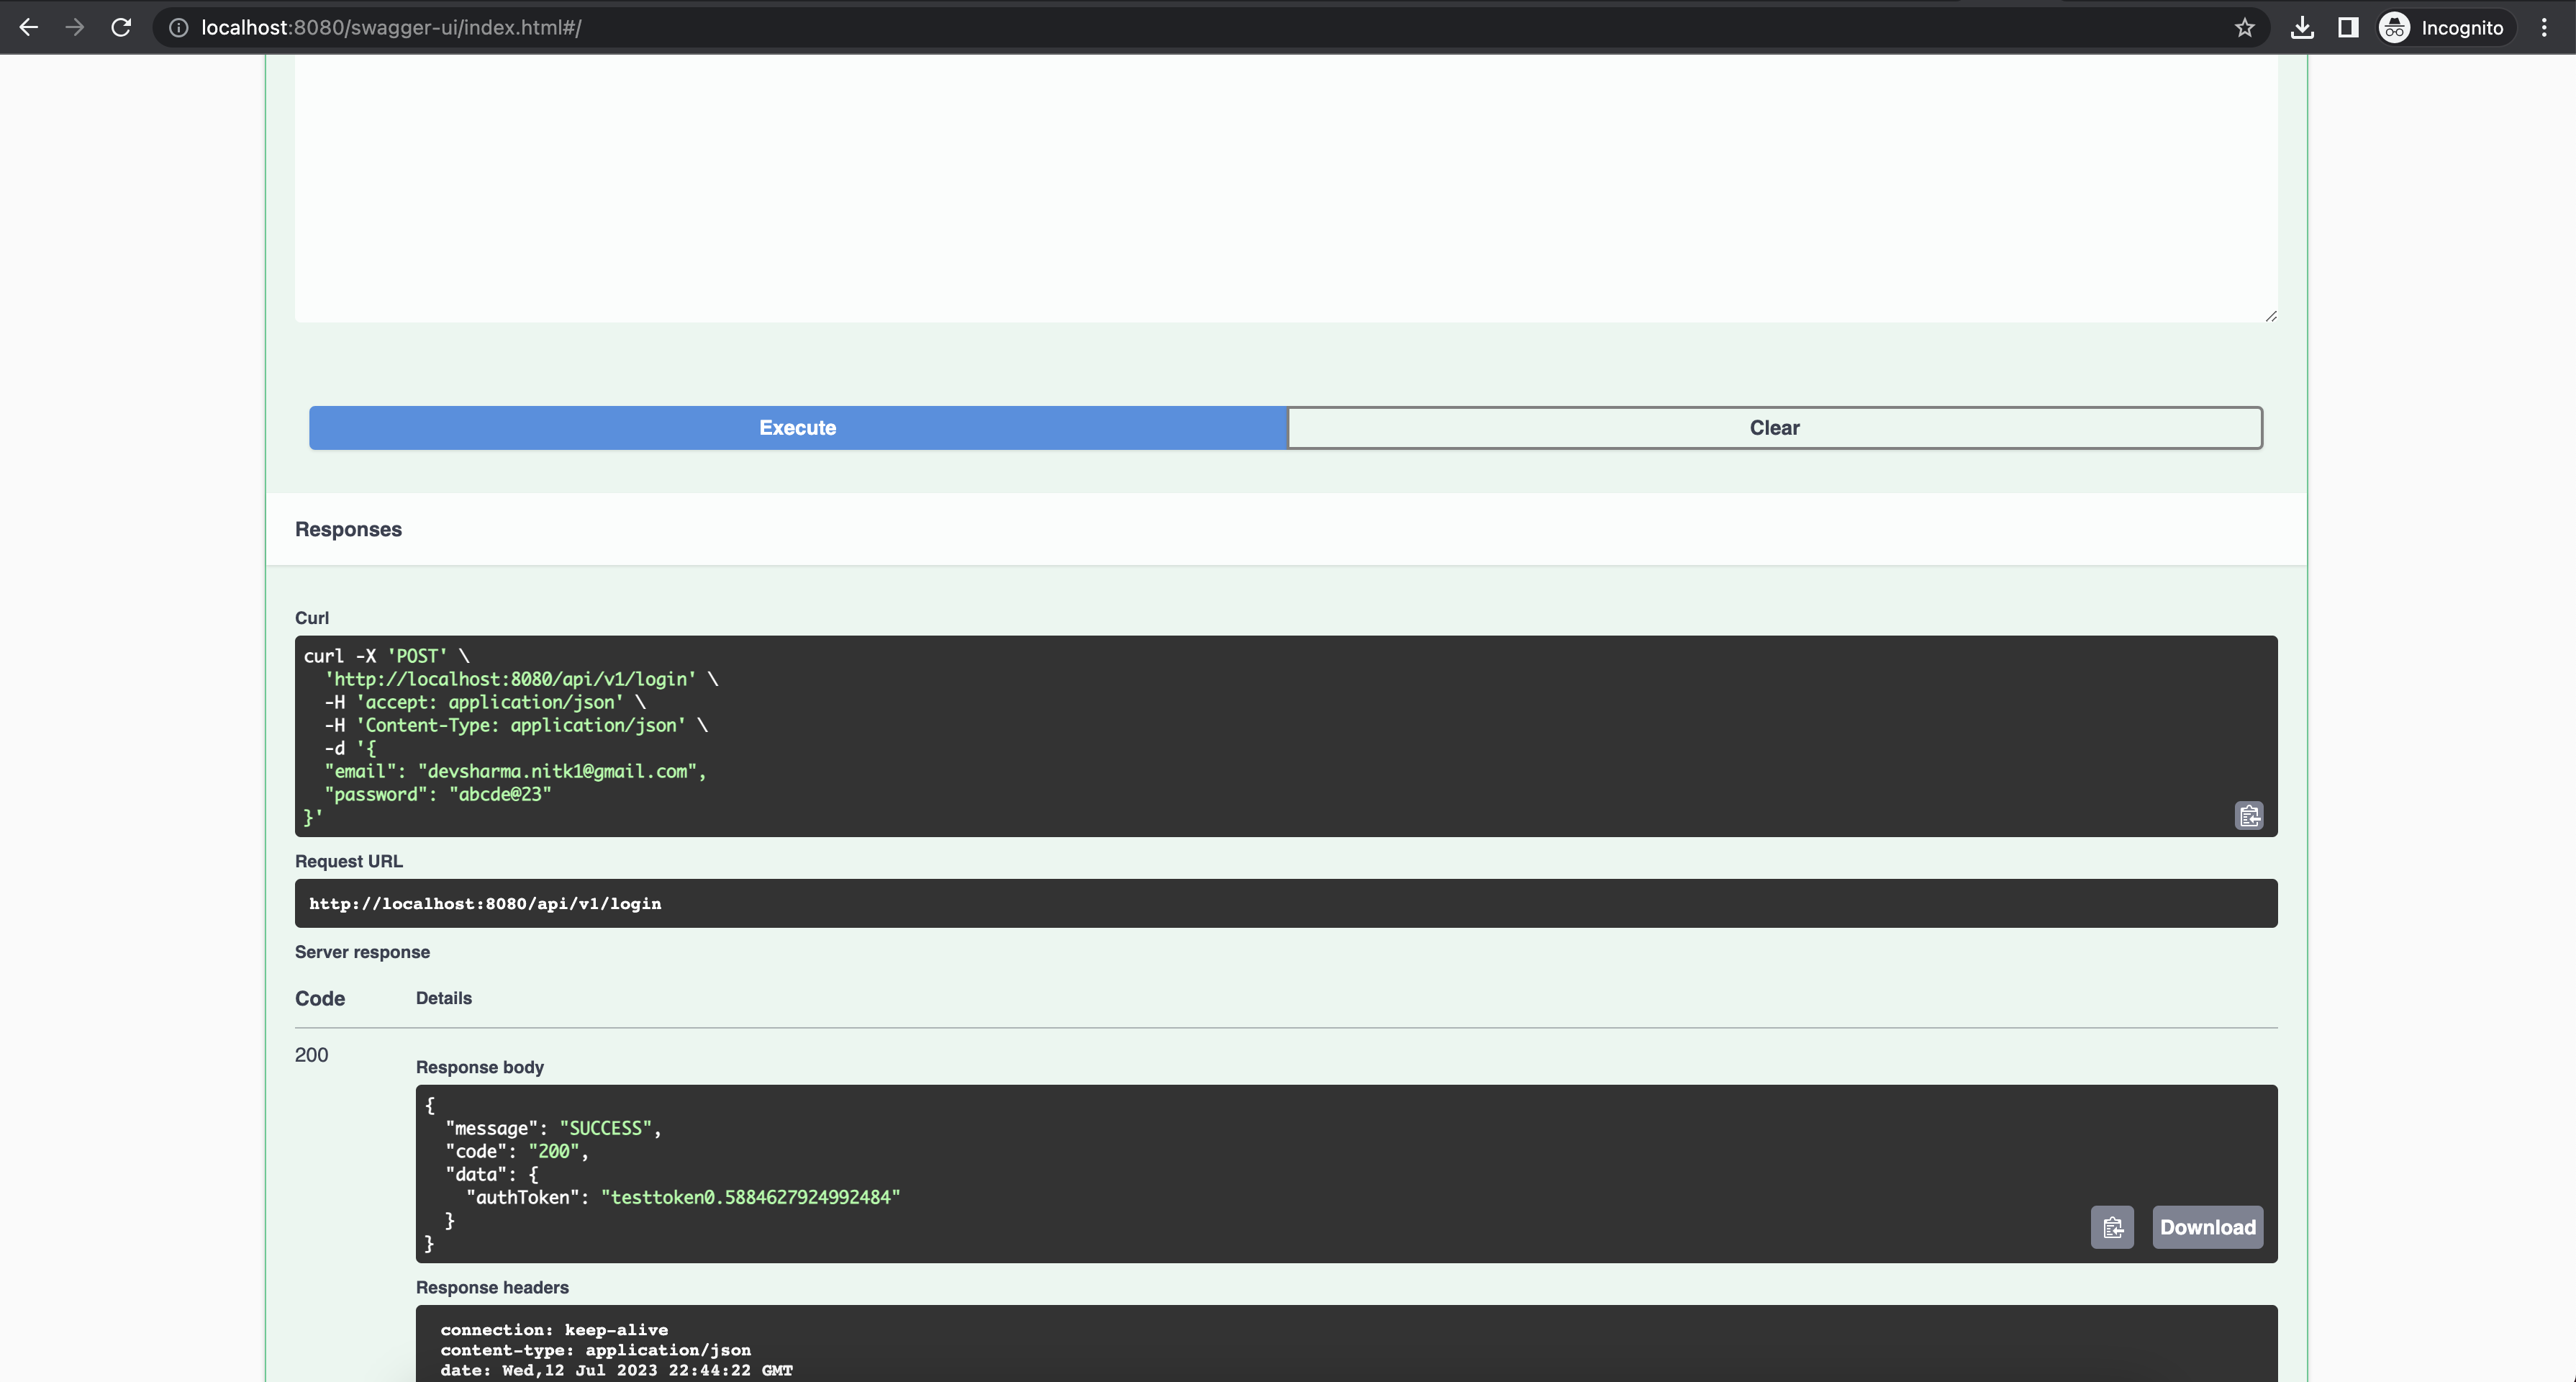 localhost:8080/swagger-ui/index.html#/
Incognito
Execute
Clear
Responses
Curl
curl -X 'POST' \
'http://localhost:8080/api/v1/login' \
-H 'accept: application/json' \
-H 'Content-Type: application/json' \
-d '{
"email": "devsharma.nitk1@gmail.com",
"password": "abcde@23"
}'
Request URL
http://localhost:8080/api/v1/login
Server response
Code Details
200
Response body
{
"message": "SUCCESS",
"code": "200",
"data": {
"authToken": "testtoken0.5884627924992484"
}
}
Download
Response headers
connection: keep-alive
content-type: application/json
date: Wed,12 Jul 2023 22:44:22 GMT